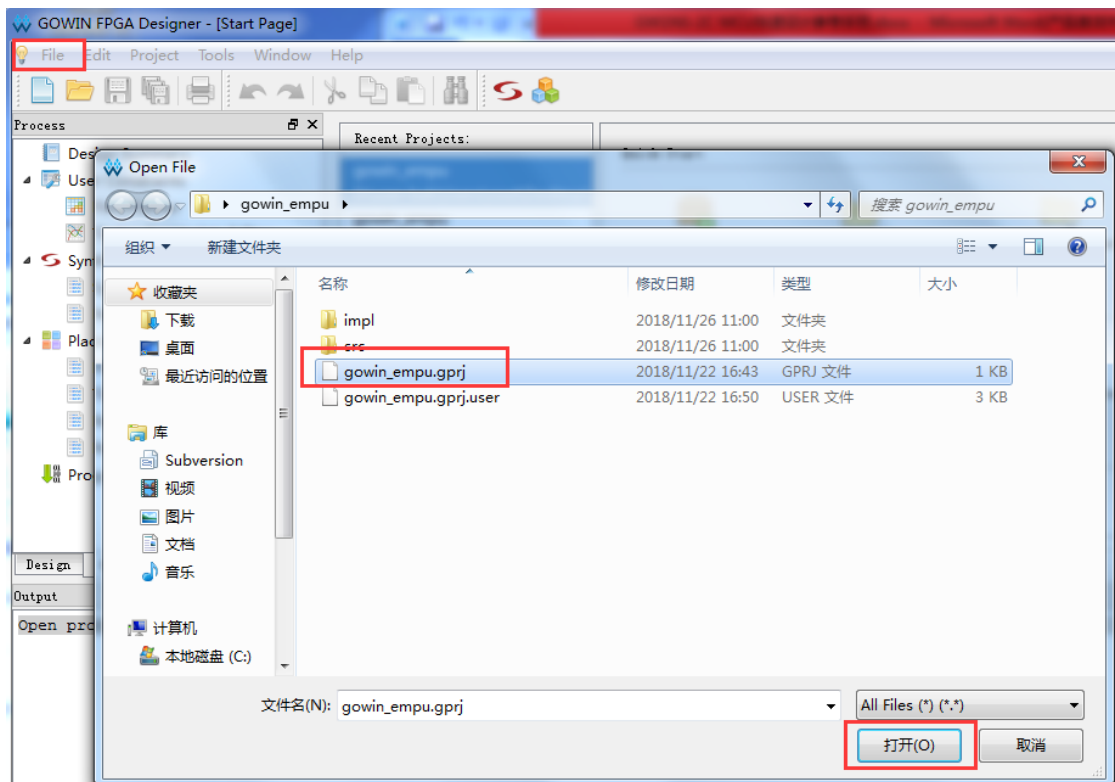 GOWIN FPGA Designer - [Start Page]
File Edit Project Tools Window Help
Process
Recent Projects:
Open File
gowin_empu
搜索 gowin_empu
组织
新建文件夹
收藏夹
下载
桌面
最近访问的位置
库
Subversion
视频
图片
文档
音乐
计算机
本地磁盘 (C:)
名称 修改日期 类型 大小
impl 2018/11/26 11:00 文件夹
src 2018/11/26 11:00 文件夹
gowin_empu.gprj 2018/11/22 16:43 GPRJ 文件 1 KB
gowin_empu.gprj.user 2018/11/22 16:50 USER 文件 3 KB
Design
Output
Open
文件名(N): gowin_empu.gprj All Files (*) (*.*)
打开(O) 取消